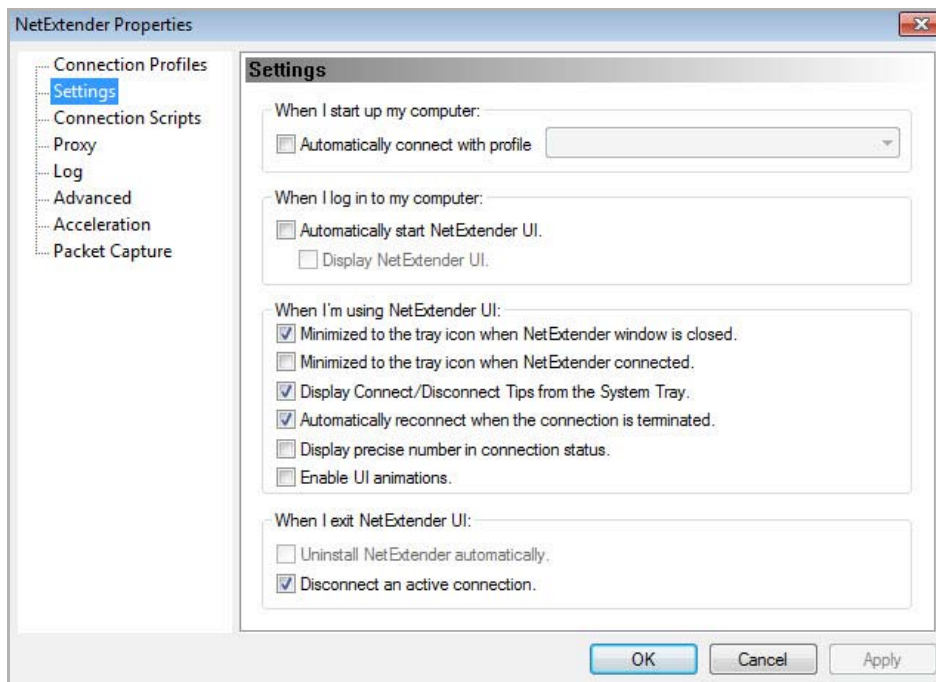 NetExtender Properties
Connection Profiles
Settings
Connection Scripts
Proxy
Log
Advanced
Acceleration
Packet Capture
Settings
When I start up my computer:
Automatically connect with profile
When I log in to my computer:
Automatically start NetExtender UI.
Display NetExtender UI.
When I'm using NetExtender UI:
Minimized to the tray icon when NetExtender window is closed.
Minimized to the tray icon when NetExtender connected.
Display Connect/Disconnect Tips from the System Tray.
Automatically reconnect when the connection is terminated.
Display precise number in connection status.
Enable UI animations.
When I exit NetExtender UI:
Uninstall NetExtender automatically.
Disconnect an active connection.
OK Cancel Apply